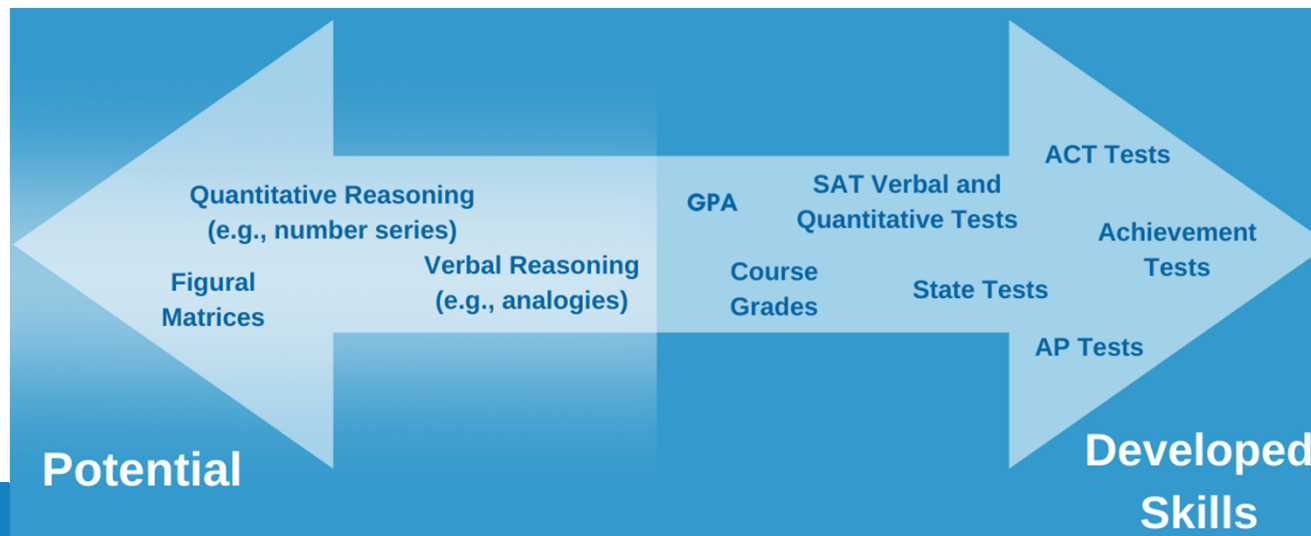 Quantitative Reasoning
(e.g., number series)
Figural
Matrices
Verbal Reasoning
(e.g., analogies)
GPA
SAT Verbal and
Quantitative Tests
Course
Grades
State Tests
ACT Tests
Achievement
Tests
AP Tests
Potential
Developed
Skills